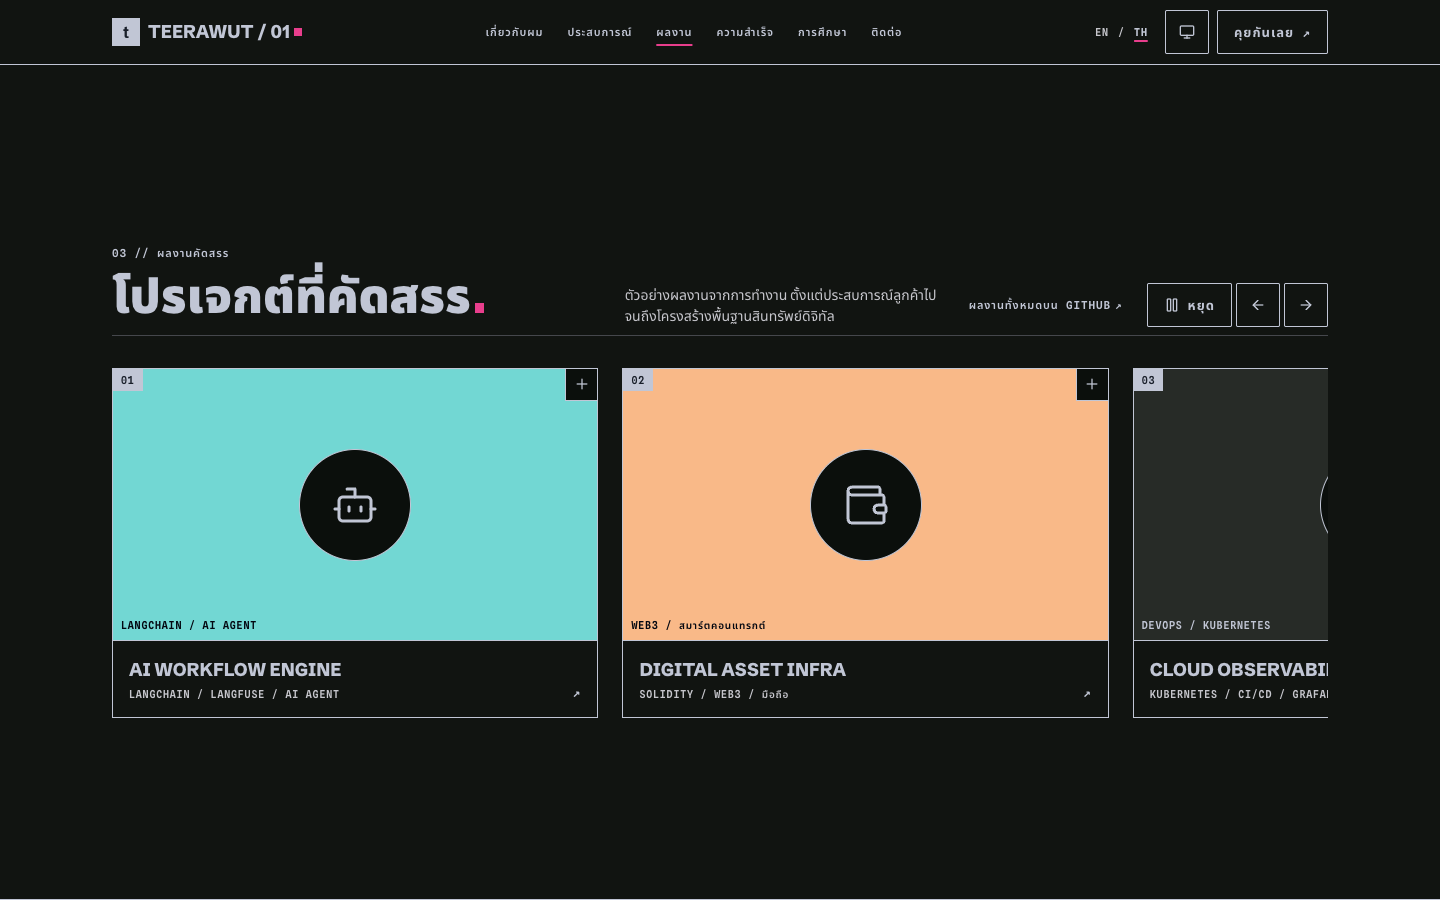 t TEERAWUT / 01
เกี่ยวกับผม ประสบการณ์ ผลงาน ความสำเร็จ การศึกษา ติดต่อ
EN / TH
คุยกันเลย ↗
03 // ผลงานคัดสรร
โปรเจกต์ที่คัดสรร.
ตัวอย่างผลงานจากการทำงาน ตั้งแต่ประสบการณ์ลูกค้าไป
จนถึงโครงสร้างพื้นฐานสินทรัพย์ดิจิทัล
ผลงานทั้งหมดบน GITHUB ↗
หยุด
01
LANGCHAIN / AI AGENT
AI WORKFLOW ENGINE
LANGCHAIN / LANGFUSE / AI AGENT ↗
02
WEB3 / สมาร์ตคอนแทรกต์
DIGITAL ASSET INFRA
SOLIDITY / WEB3 / มือถือ ↗
03
DEVOPS / KUBERNETES
CLOUD OBSERVABI
KUBERNETES / CI/CD / GRAFA